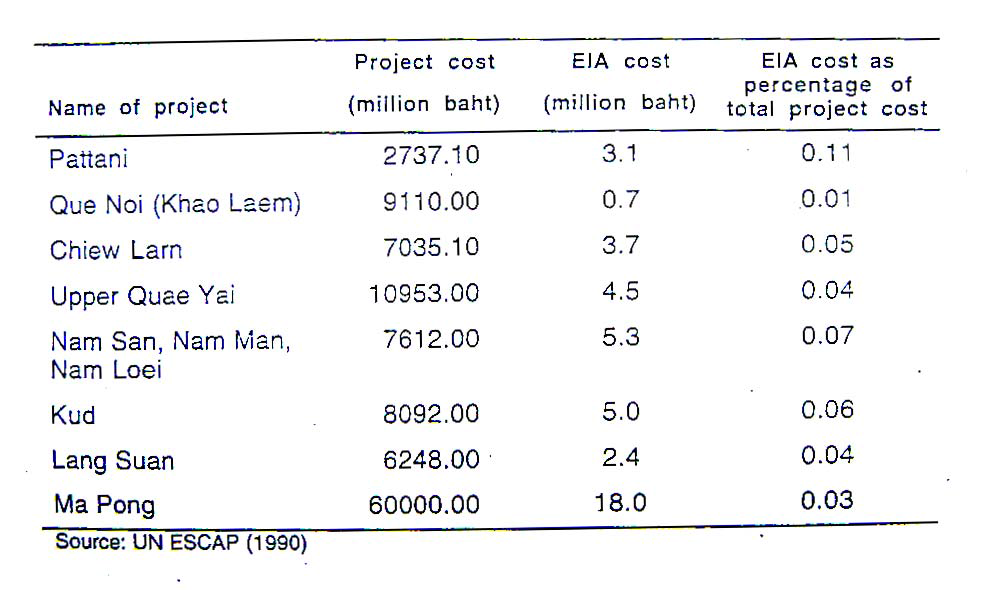 Project cost EIA cost EIA cost as
percentage of
Name of project (million baht) (million baht) total project cost
Pattani 2737.10 3.1 0.11
Que Noi (Khao Laem) 9110.00 0.7 0.01
Chiew Larn 7035.10 3.7 0.05
Upper Quae Yai 10953.00 4.5 0.04
Nam San, Nam Man, 7612.00 5.3 0.07
Nam Loei
Kud 8092.00 5.0 0.06
Lang Suan 6248.00 2.4 0.04
Ma Pong 60000.00 18.0 0.03
Source: UN ESCAP (1990)